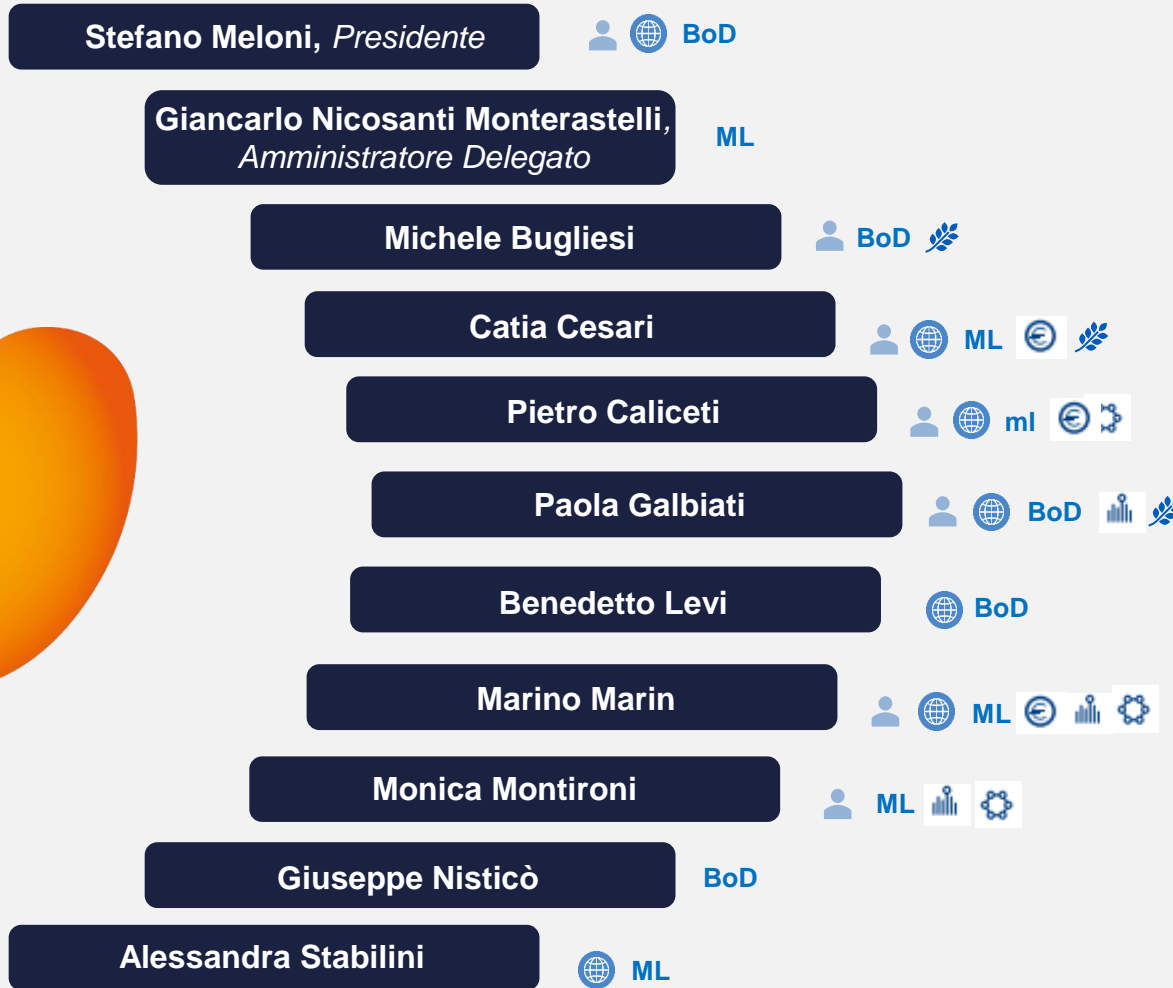 Stefano Meloni, Presidente BoD
Giancarlo Nicosanti Monterastelli,
Amministratore Delegato
ML
Michele Bugliesi BoD
Catia Cesari ML
Pietro Caliceti ml
Paola Galbiati BoD
Benedetto Levi BoD
Marino Marin ML
Monica Montironi ML
Giuseppe Nisticò BoD
Alessandra Stabilini ML